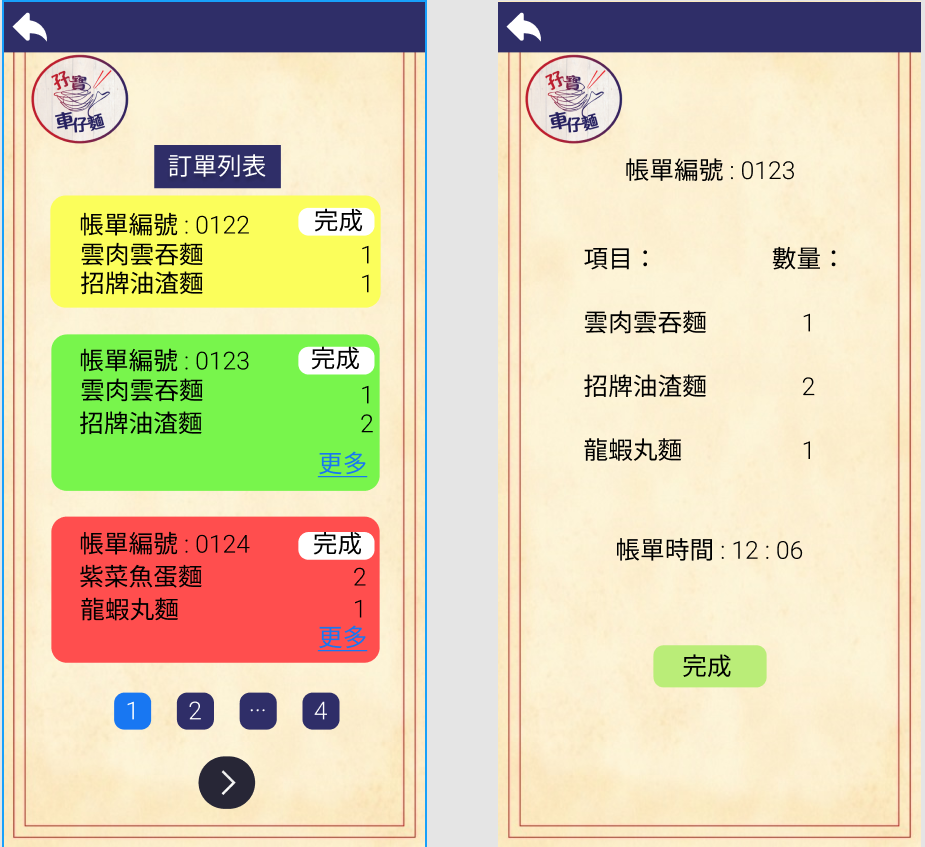 孖寶
車仔麵
訂單列表
帳單編號 : 0122 完成
雲肉雲吞麵 1
招牌油渣麵 1
帳單編號 : 0123 完成
雲肉雲吞麵 1
招牌油渣麵 2
更多
帳單編號 : 0124 完成
紫菜魚蛋麵 2
龍蝦丸麵 1
更多
1 2 ... 4
孖寶
車仔麵
帳單編號 : 0123
項目： 數量：
雲肉雲吞麵 1
招牌油渣麵 2
龍蝦丸麵 1
帳單時間 : 12 : 06
完成